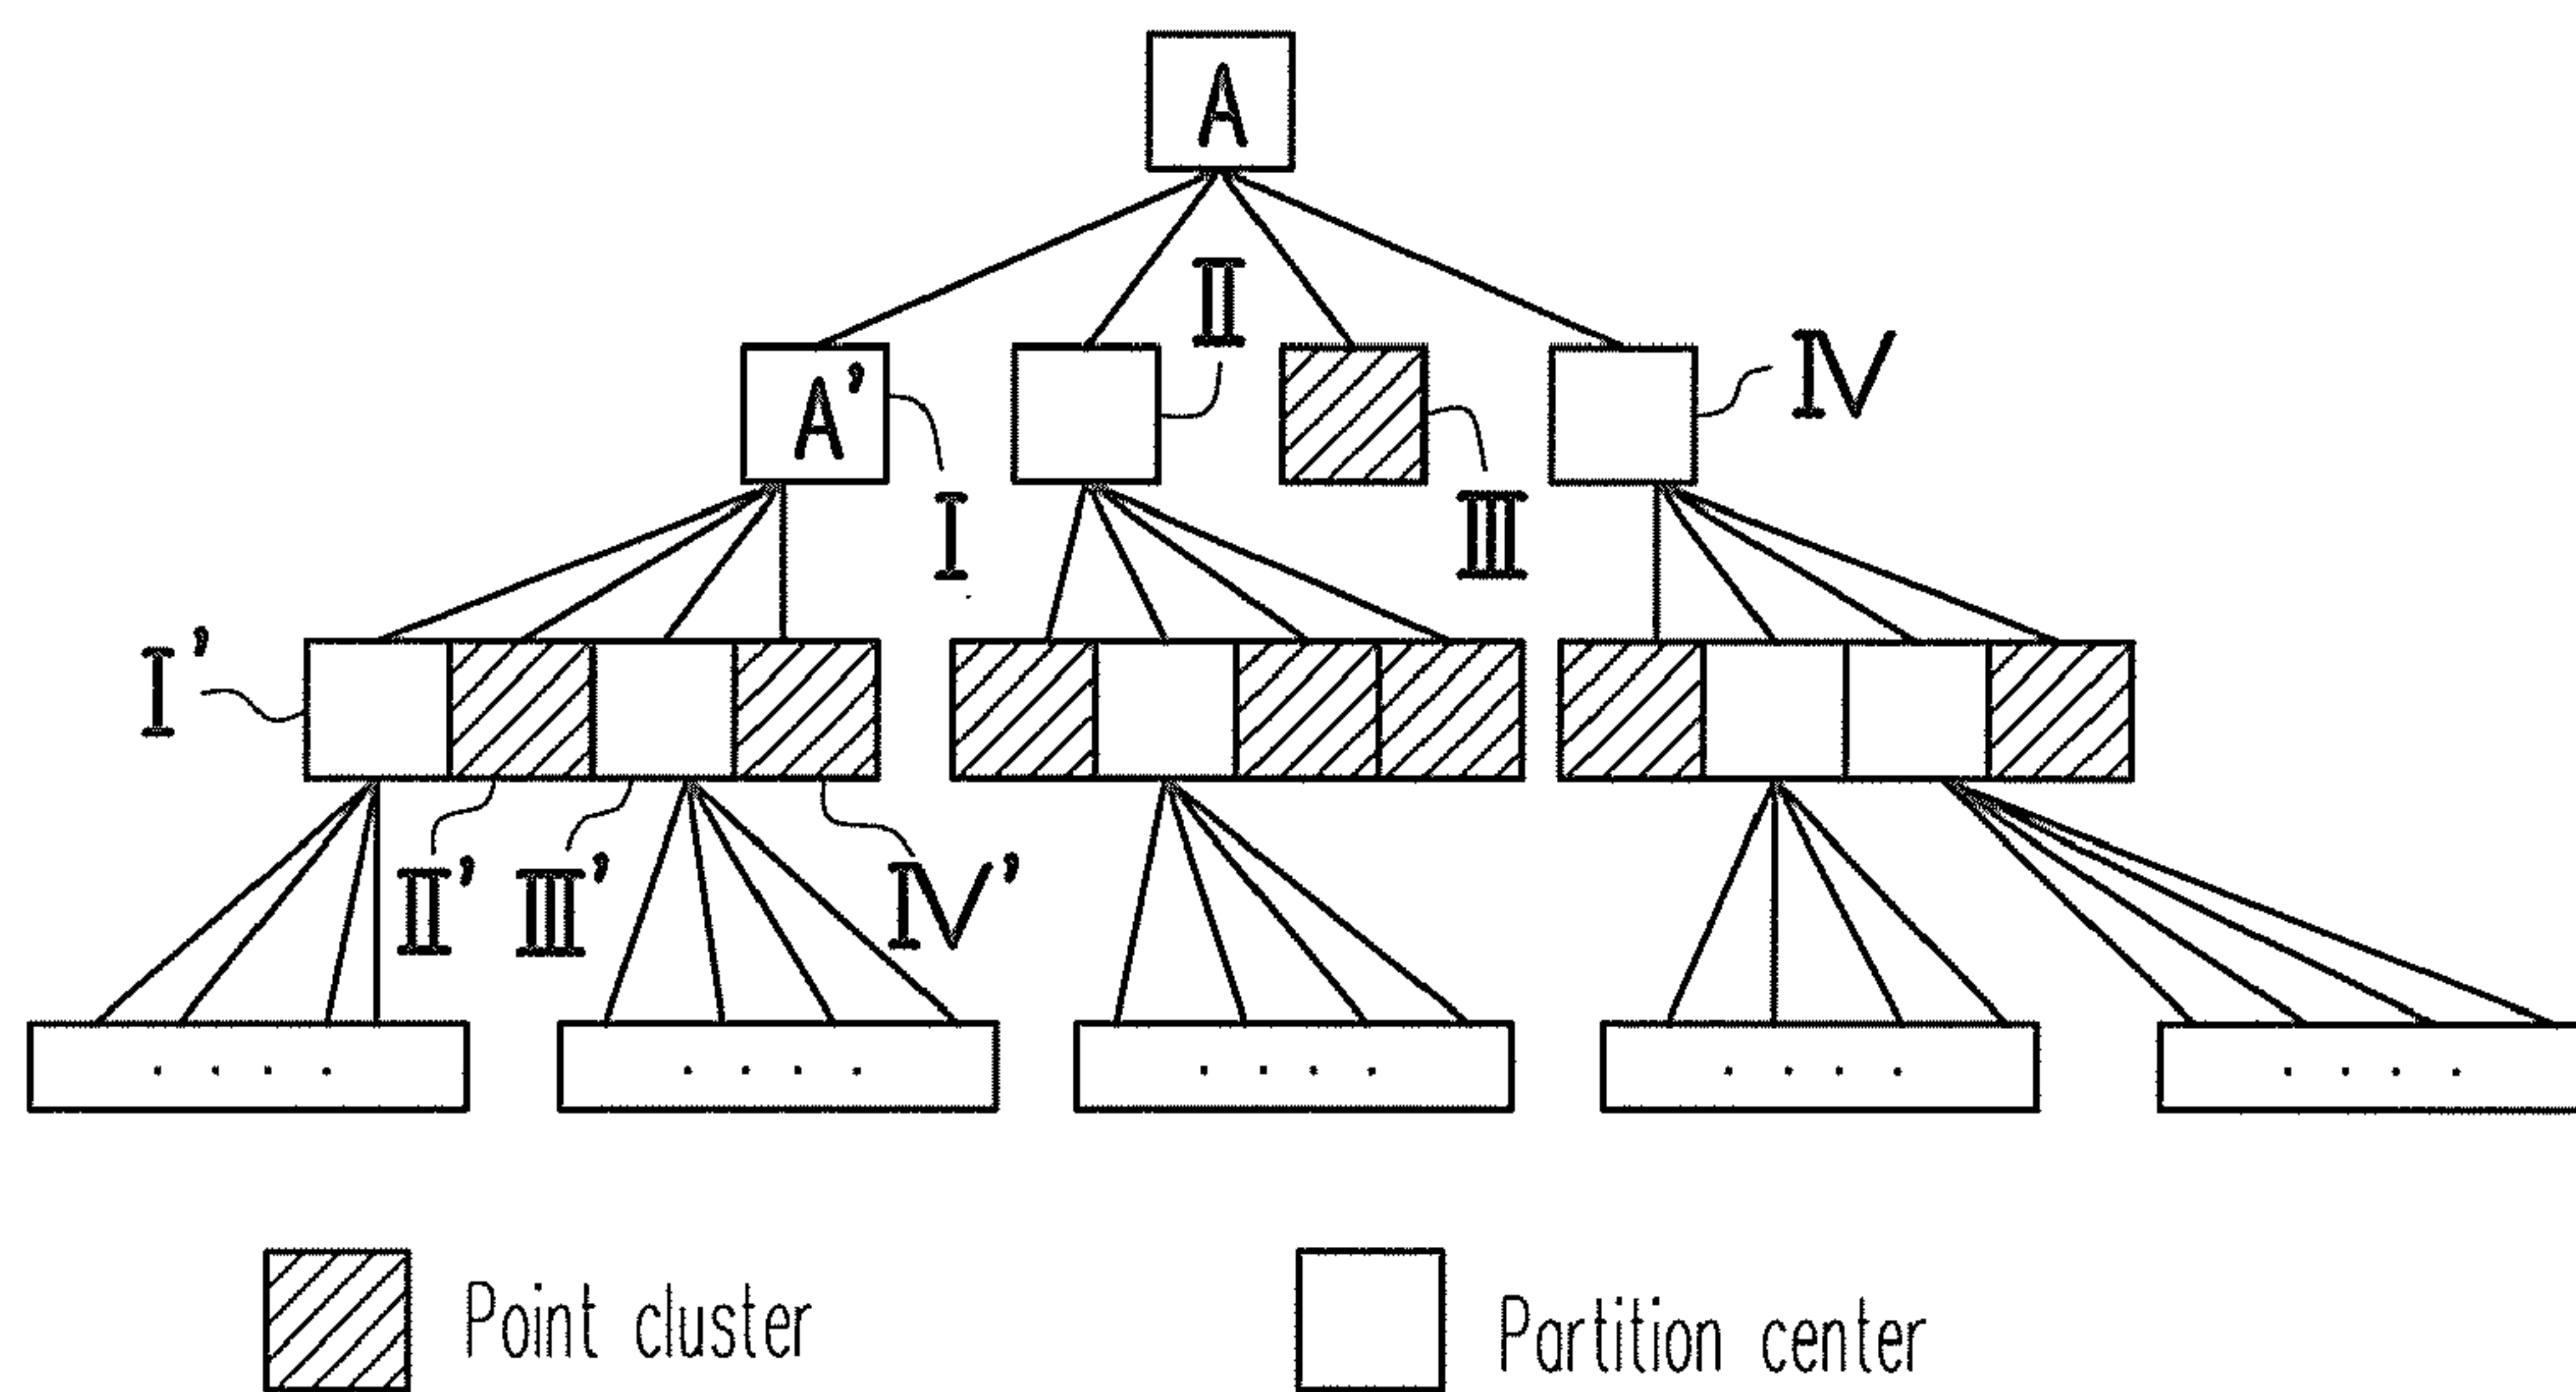 A
II
IV
A'
I
III
I'
II'
III'
IV'
. . . .
. . . .
. . . .
. . . .
. . . .
Point cluster
Partition center